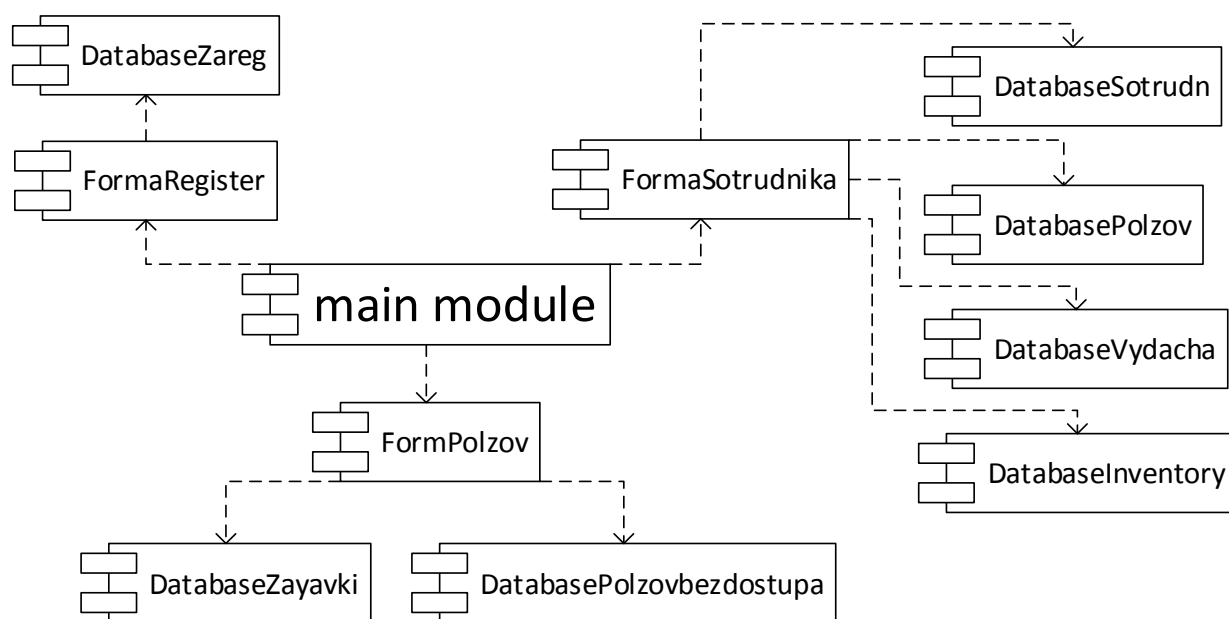 DatabaseZareg
DatabaseSotrudn
FormaRegister
FormaSotrudnika
DatabasePolzov
main module
DatabaseVydacha
FormPolzov
DatabaseInventory
DatabaseZayavki
DatabasePolzovbezdostupa